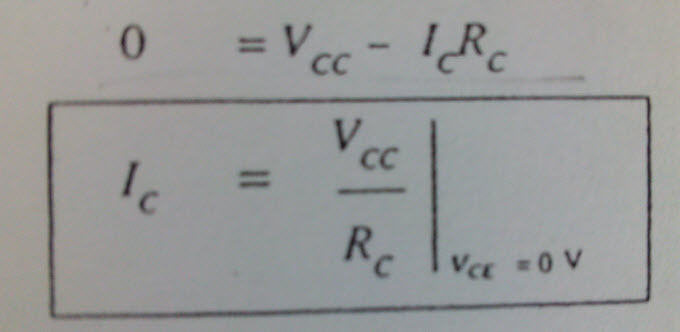 0 = V_CC - I_C R_C
I_C = V_CC / R_C | V_CE = 0 V